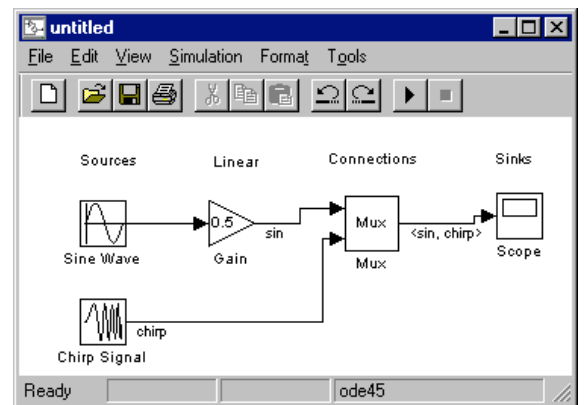 untitled
File Edit View Simulation Format Tools
Sources Linear Connections Sinks
0.5 Mux
sin <sin, chirp>
Sine Wave Gain Mux Scope
chirp
Chirp Signal
Ready ode45